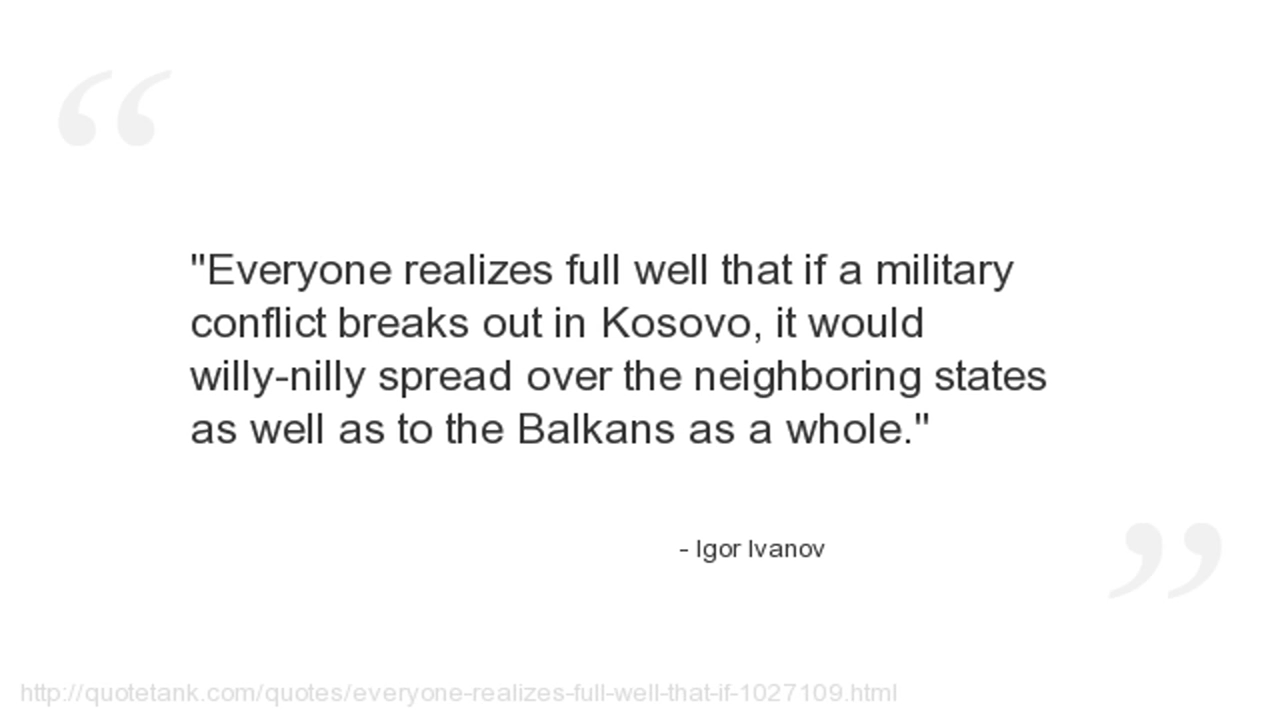 "Everyone realizes full well that if a military
conflict breaks out in Kosovo, it would
willy-nilly spread over the neighboring states
as well as to the Balkans as a whole."
- Igor Ivanov
http://quotetank.com/quotes/everyone-realizes-full-well-that-if-1027109.html